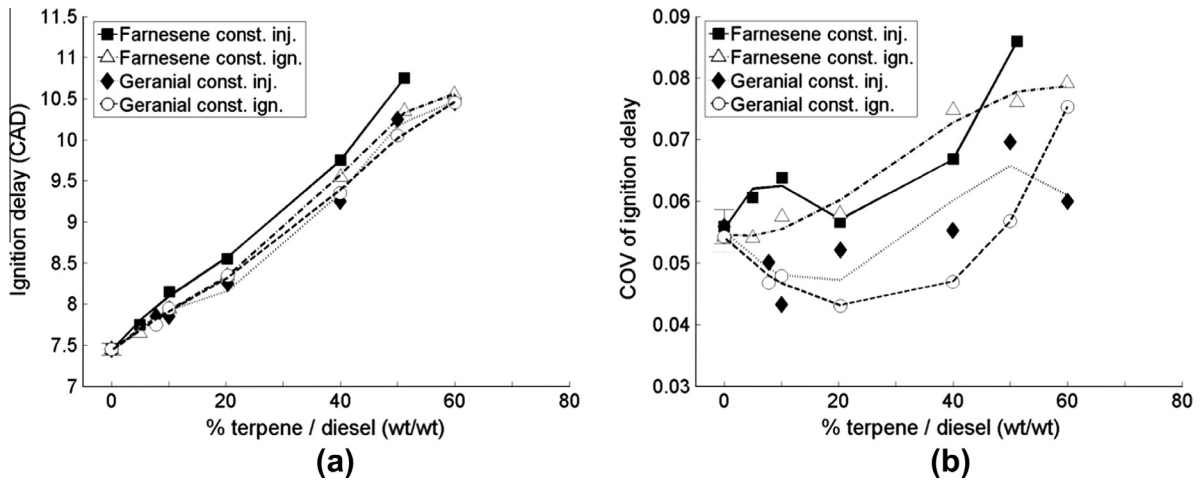 11.5
11
10.5
10
9.5
9
8.5
8
7.5
7
Ignition delay (CAD)
Farnesene const. inj.
Farnesene const. ign.
Geranial const. inj.
Geranial const. ign.
0
20
40
60
80
% terpene / diesel (wt/wt)
(a)
0.09
0.08
0.07
0.06
0.05
0.04
0.03
COV of ignition delay
Farnesene const. inj.
Farnesene const. ign.
Geranial const. inj.
Geranial const. ign.
0
20
40
60
80
% terpene / diesel (wt/wt)
(b)